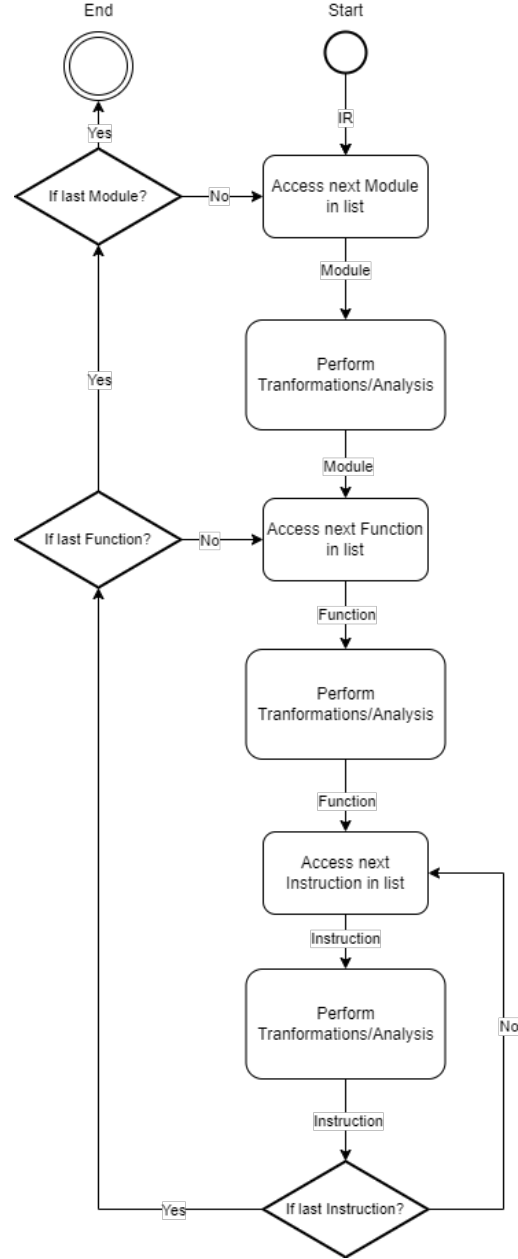 End
Start
Yes
IR
If last Module?
No
Access next Module
in list
Module
Perform
Tranformations/Analysis
Yes
Module
If last Function?
No
Access next Function
in list
Function
Perform
Tranformations/Analysis
Function
Access next
Instruction in list
Instruction
Perform
Tranformations/Analysis
No
Instruction
Yes
If last Instruction?